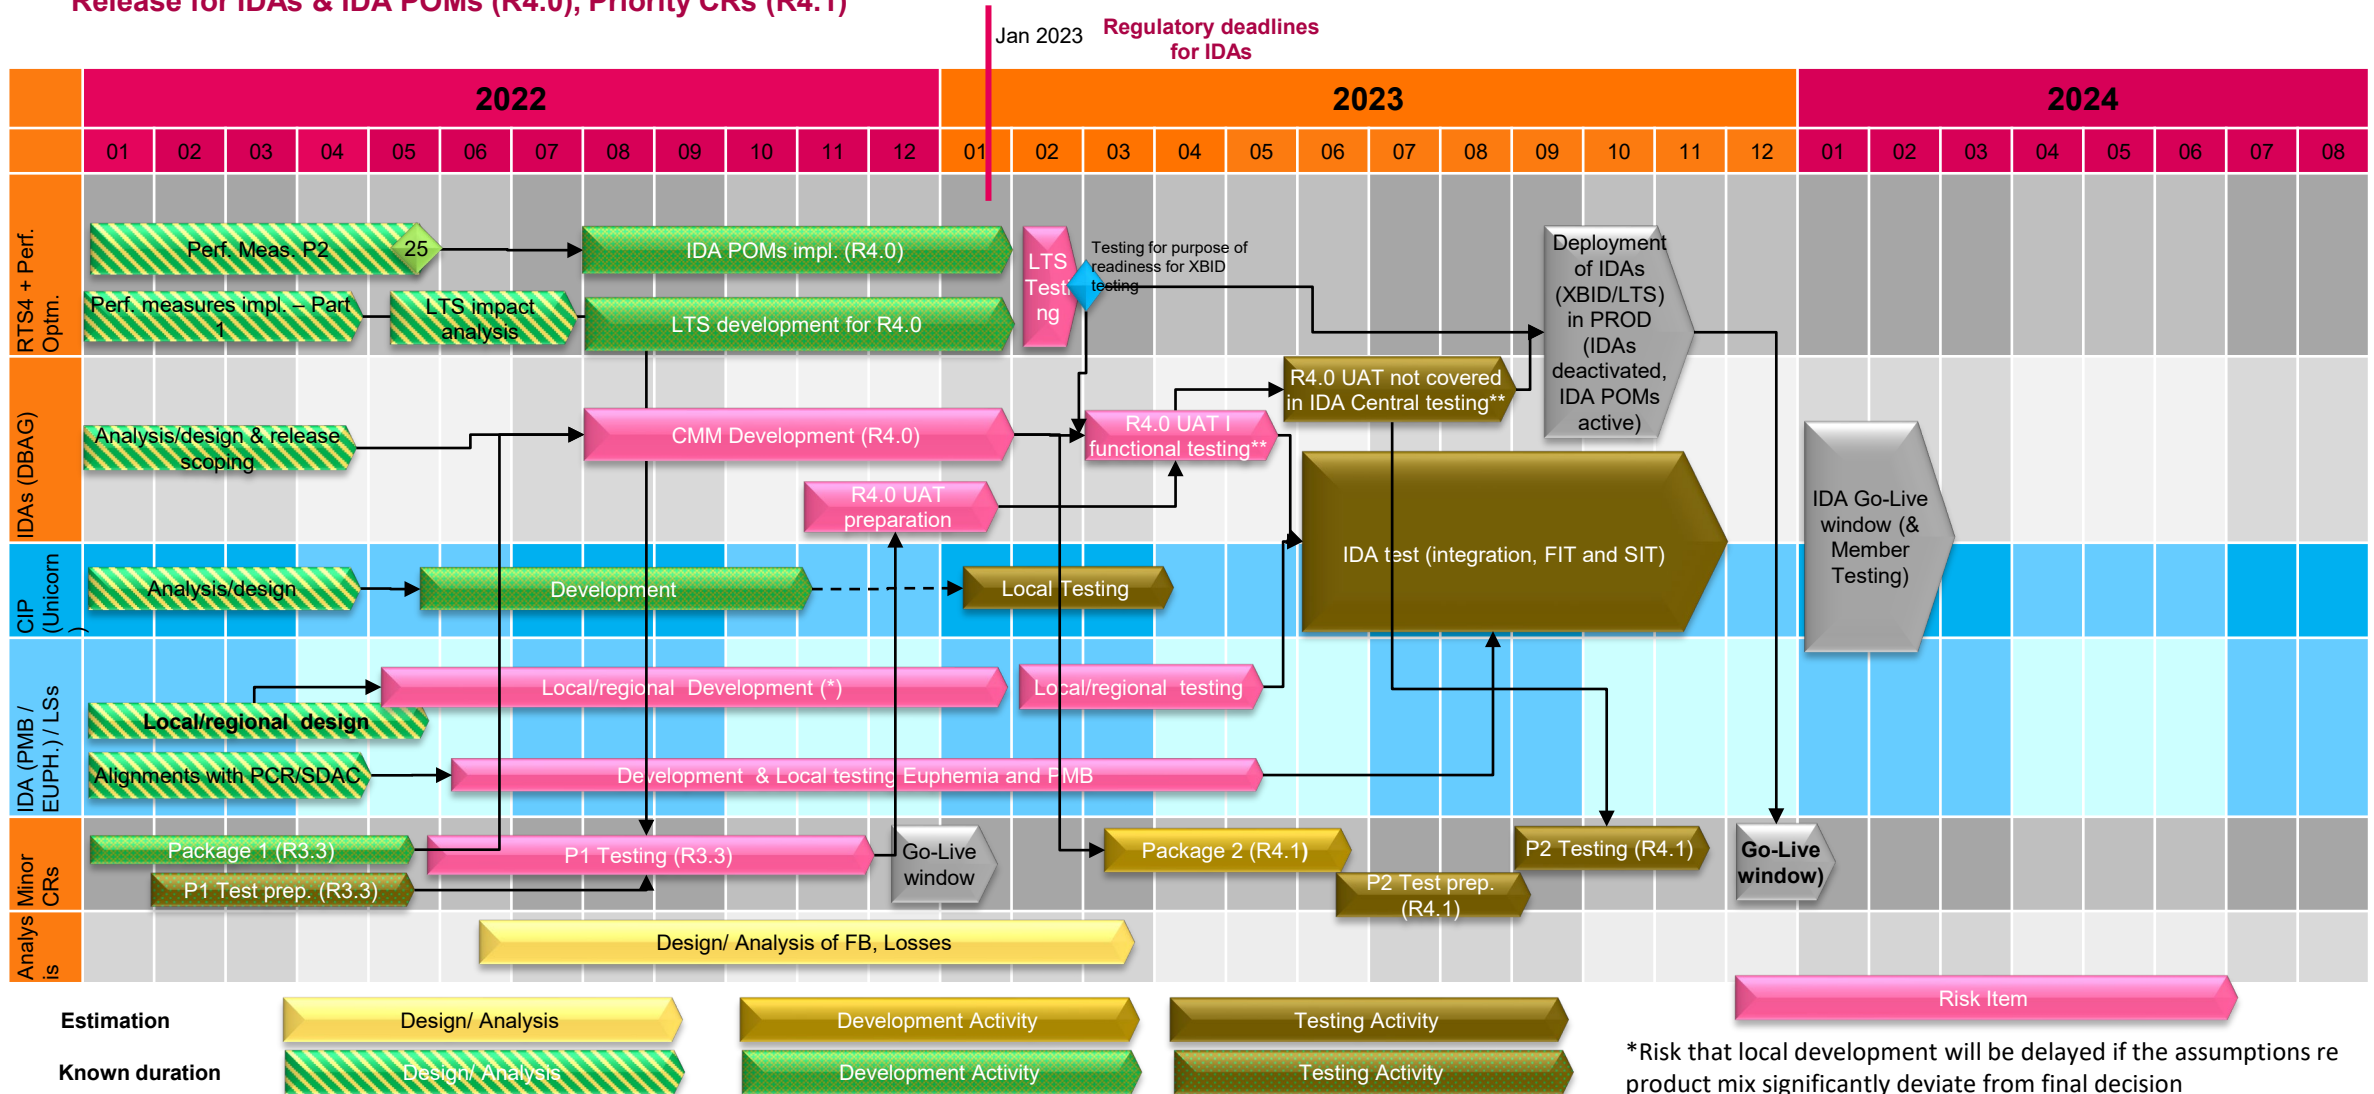 Release for IDAs & IDA POMs (R4.0), Priority CRs (R4.1)
Jan 2023
Regulatory deadlines
for IDAs
2022
2023
2024
01 02 03 04 05 06 07 08 09 10 11 12 01 02 03 04 05 06 07 08 09 10 11 12 01 02 03 04 05 06 07 08
RTS4 + Perf.
Optm.
Perf. Meas. P2
25
IDA POMs impl. (R4.0)
Perf. measures impl. – Part
1
LTS impact
analysis
LTS development for R4.0
LTS
Testi
ng
Testing for purpose of
readiness for XBID
testing
Deployment
of IDAs
(XBID/LTS)
in PROD
(IDAs
deactivated,
IDA POMs
active)
IDAs (DBAG)
Analysis/design & release
scoping
CMM Development (R4.0)
R4.0 UAT I
functional testing**
R4.0 UAT not covered
in IDA Central testing**
R4.0 UAT
preparation
IDA test (integration, FIT and SIT)
IDA Go-Live
window (&
Member
Testing)
CIP
(Unicorn
)
Analysis/design
Development
Local Testing
IDA (PMB /
EUPH.) / LSs
Local/regional Development (*)
Local/regional testing
Local/regional design
Alignments with PCR/SDAC
Development & Local testing Euphemia and PMB
Minor
CRs
Package 1 (R3.3)
P1 Test prep. (R3.3)
P1 Testing (R3.3)
Go-Live
window
Package 2 (R4.1)
P2 Test prep.
(R4.1)
P2 Testing (R4.1)
Go-Live
window)
Analys
is
Design/ Analysis of FB, Losses
Risk Item
Estimation
Design/ Analysis
Development Activity
Testing Activity
Known duration
Design/ Analysis
Development Activity
Testing Activity
*Risk that local development will be delayed if the assumptions re
product mix significantly deviate from final decision